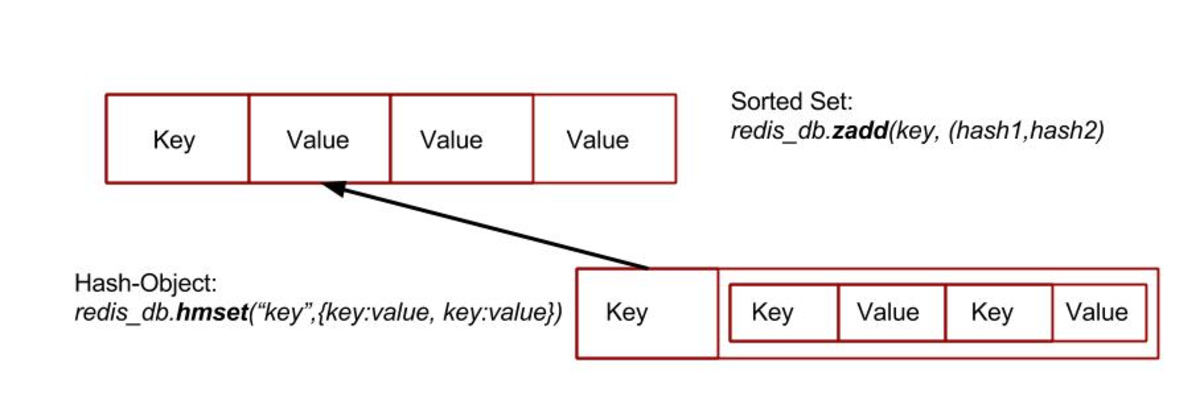 Sorted Set:
redis_db.zadd(key, (hash1,hash2)
Key Value Value Value
Hash-Object:
redis_db.hmset(“key”,{key:value, key:value})
Key Key Value Key Value